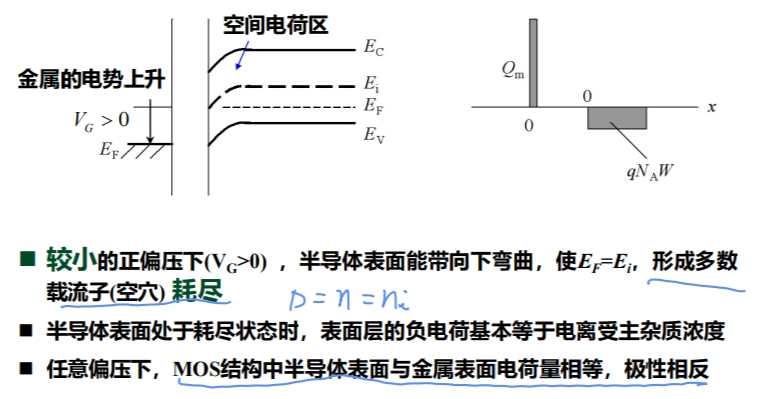 空间电荷区
E_C
金属的电势上升
E_i
V_G > 0
E_F
E_F
E_V
Q_m
0
0
x
qN_AW
■ 较小的正偏压下(V_G>0) ，半导体表面能带向下弯曲，使E_F=E_i, 形成多数
载流子(空穴) 耗尽
p=n=n_i
■ 半导体表面处于耗尽状态时，表面层的负电荷基本等于电离受主杂质浓度
■ 任意偏压下，MOS结构中半导体表面与金属表面电荷量相等，极性相反